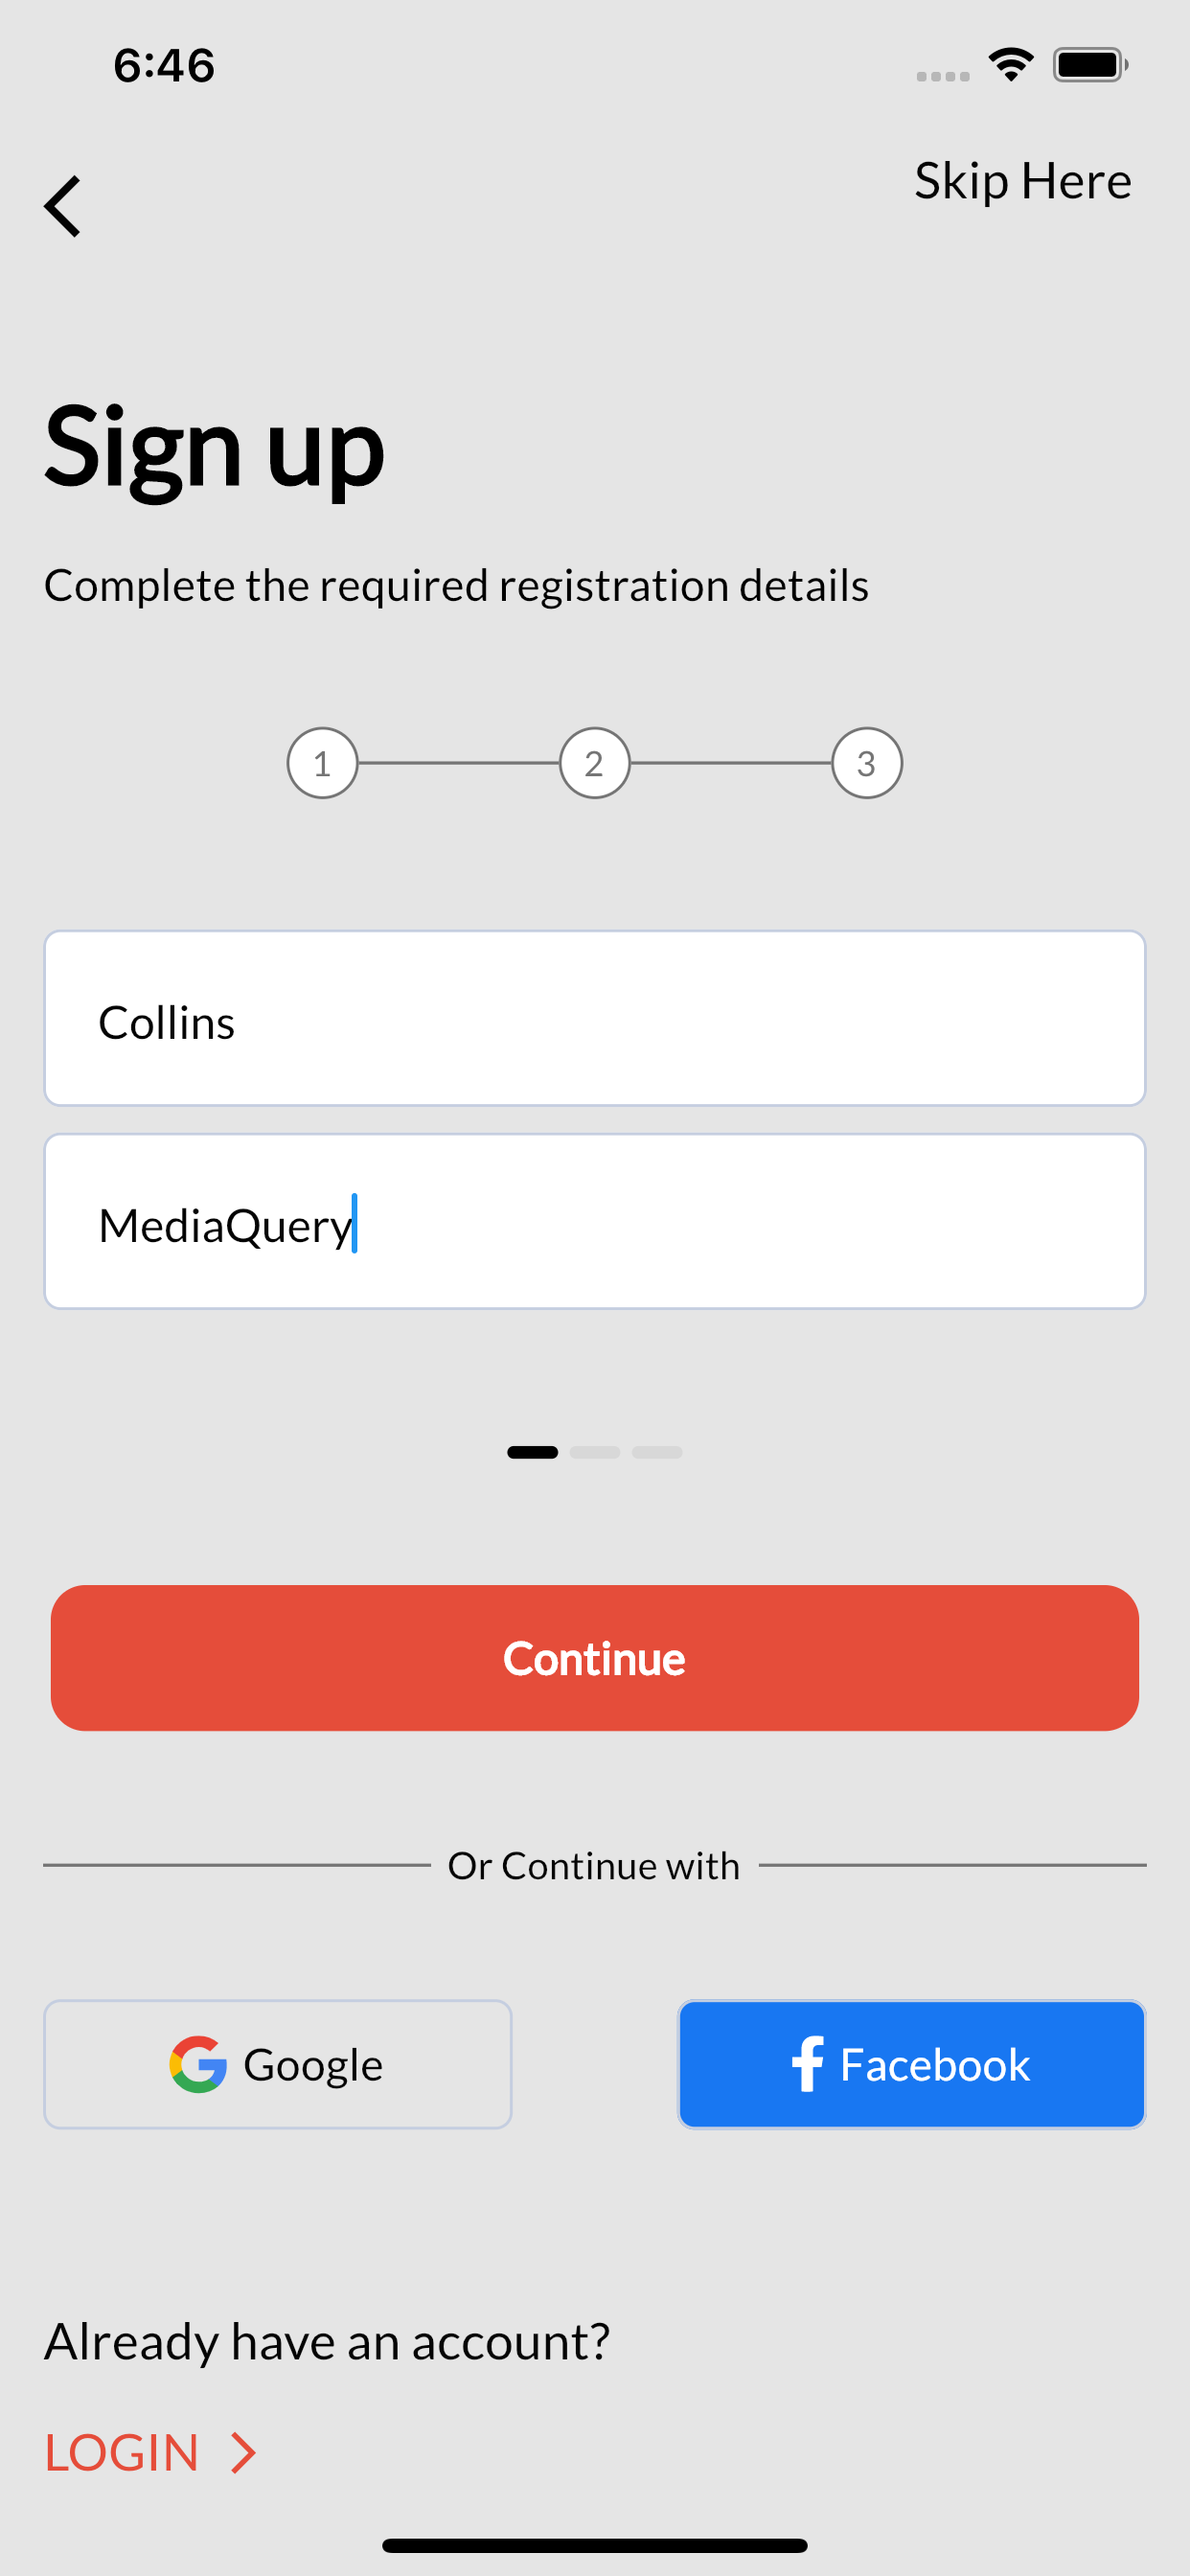 6:46
Skip Here
Sign up
Complete the required registration details
1 2 3
Collins
MediaQuery
Continue
Or Continue with
Google Facebook
Already have an account?
LOGIN